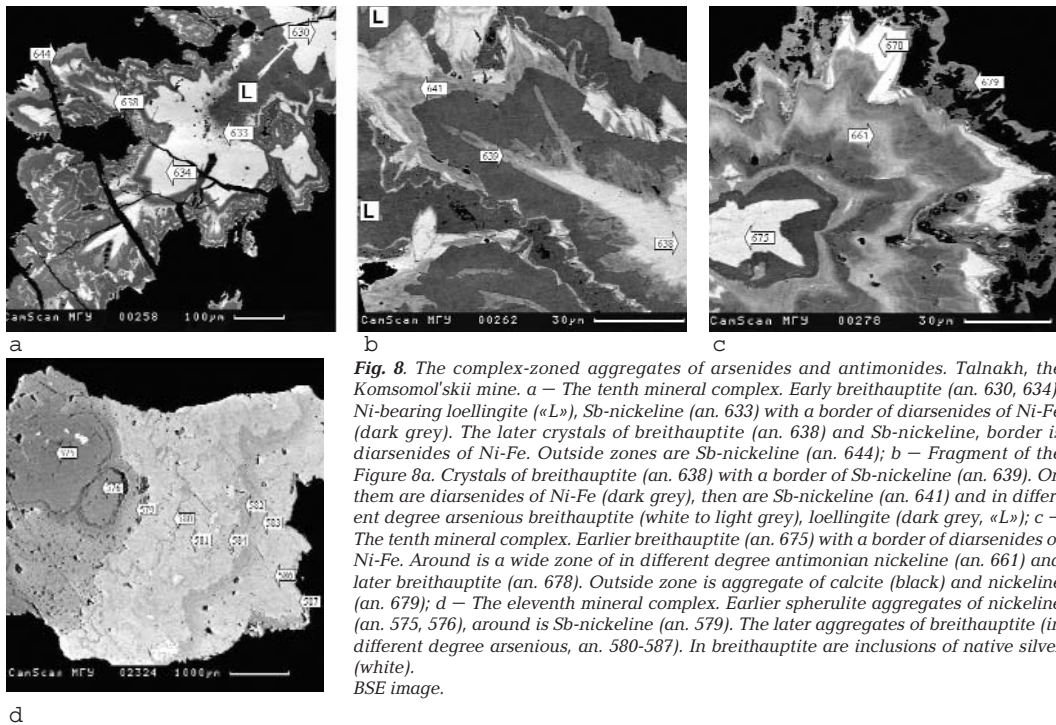 644
630
L
638
633
634
CamScan МГУ 00258 100µm
a
L
641
639
L
638
CamScan МГУ 00262 30µm
b
678
679
661
675
CamScan МГУ 00278 30µm
c
575
576
579
580
581
582
583
584
586
587
CamScan МГУ 02324 1000µm
d
Fig. 8. The complex-zoned aggregates of arsenides and antimonides. Talnakh, the
Komsomol'skii mine. a — The tenth mineral complex. Early breithauptite (an. 630, 634)
Ni-bearing loellingite («L»), Sb-nickeline (an. 633) with a border of diarsenides of Ni-Fe
(dark grey). The later crystals of breithauptite (an. 638) and Sb-nickeline, border is
diarsenides of Ni-Fe. Outside zones are Sb-nickeline (an. 644); b — Fragment of the
Figure 8a. Crystals of breithauptite (an. 638) with a border of Sb-nickeline (an. 639). On
them are diarsenides of Ni-Fe (dark grey), then are Sb-nickeline (an. 641) and in differ
ent degree arsenious breithauptite (white to light grey), loellingite (dark grey, «L»); c –
The tenth mineral complex. Earlier breithauptite (an. 675) with a border of diarsenides of
Ni-Fe. Around is a wide zone of in different degree antimonian nickeline (an. 661) and
later breithauptite (an. 678). Outside zone is aggregate of calcite (black) and nickeline
(an. 679); d — The eleventh mineral complex. Earlier spherulite aggregates of nickeline
(an. 575, 576), around is Sb-nickeline (an. 579). The later aggregates of breithauptite (in
different degree arsenious, an. 580-587). In breithauptite are inclusions of native silver
(white).
BSE image.